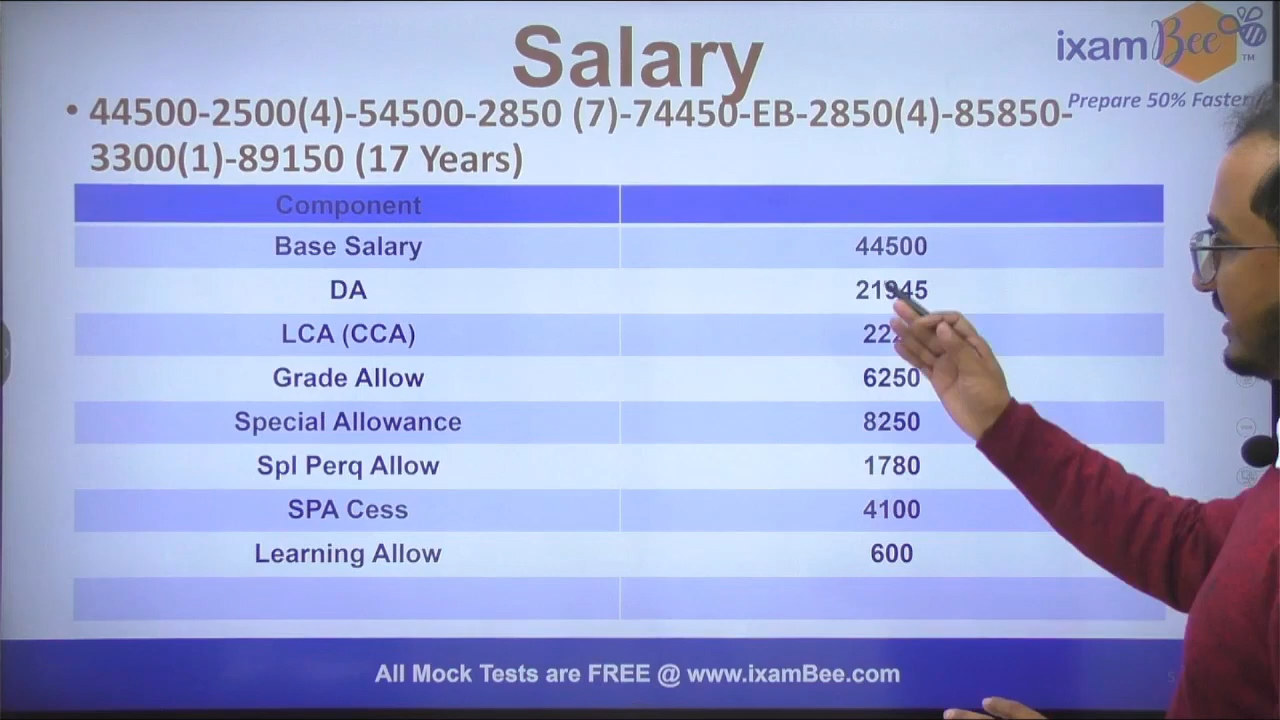 Salary
ixamBee™
Prepare 50% Faster
• 44500-2500(4)-54500-2850 (7)-74450-EB-2850(4)-85850-
3300(1)-89150 (17 Years)
Component
Base Salary 44500
DA
LCA (CCA)
Grade Allow 6250
Special Allowance 8250
Spl Perq Allow 1780
SPA Cess 4100
Learning Allow 600
All Mock Tests are FREE @ www.ixamBee.com